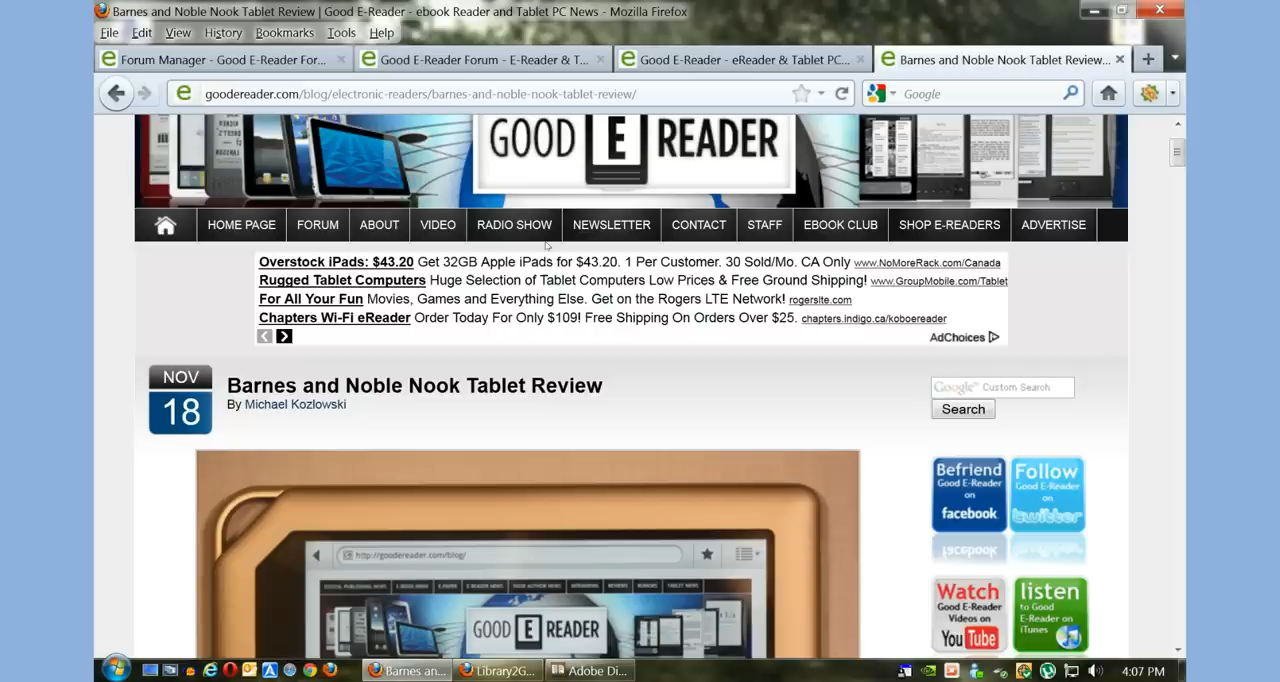 Barnes and Noble Nook Tablet Review | Good E-Reader - ebook Reader and Tablet PC News - Mozilla Firefox
File Edit View History Bookmarks Tools Help
Forum Manager - Good E-Reader For... Good E-Reader Forum - E-Reader & T... Good E-Reader - eReader & Tablet PC... Barnes and Noble Nook Tablet Review...
goodereader.com/blog/electronic-readers/barnes-and-noble-nook-tablet-review/ Google
GOOD E READER
HOME PAGE FORUM ABOUT VIDEO RADIO SHOW NEWSLETTER CONTACT STAFF EBOOK CLUB SHOP E-READERS ADVERTISE
Overstock iPads: $43.20 Get 32GB Apple iPads for $43.20. 1 Per Customer. 30 Sold/Mo. CA Only www.NoMoreRack.com/Canada
Rugged Tablet Computers Huge Selection of Tablet Computers Low Prices & Free Ground Shipping! www.GroupMobile.com/Tablet
For All Your Fun Movies, Games and Everything Else. Get on the Rogers LTE Network! rogersite.com
Chapters Wi-Fi eReader Order Today For Only $109! Free Shipping On Orders Over $25. chapters.indigo.ca/koboereader
AdChoices
NOV
18
Barnes and Noble Nook Tablet Review
By Michael Kozlowski
Google Custom Search
Search
Befriend
Good E-Reader
on
facebook
Follow
Good E-Reader
on
twitter
http://goodereader.com/blog/
GOOD E READER
Watch
Good E-Reader
Videos on
YouTube
listen
to Good
E-Reader on
iTunes
Barnes an... Library2G... Adobe Di... 4:07 PM